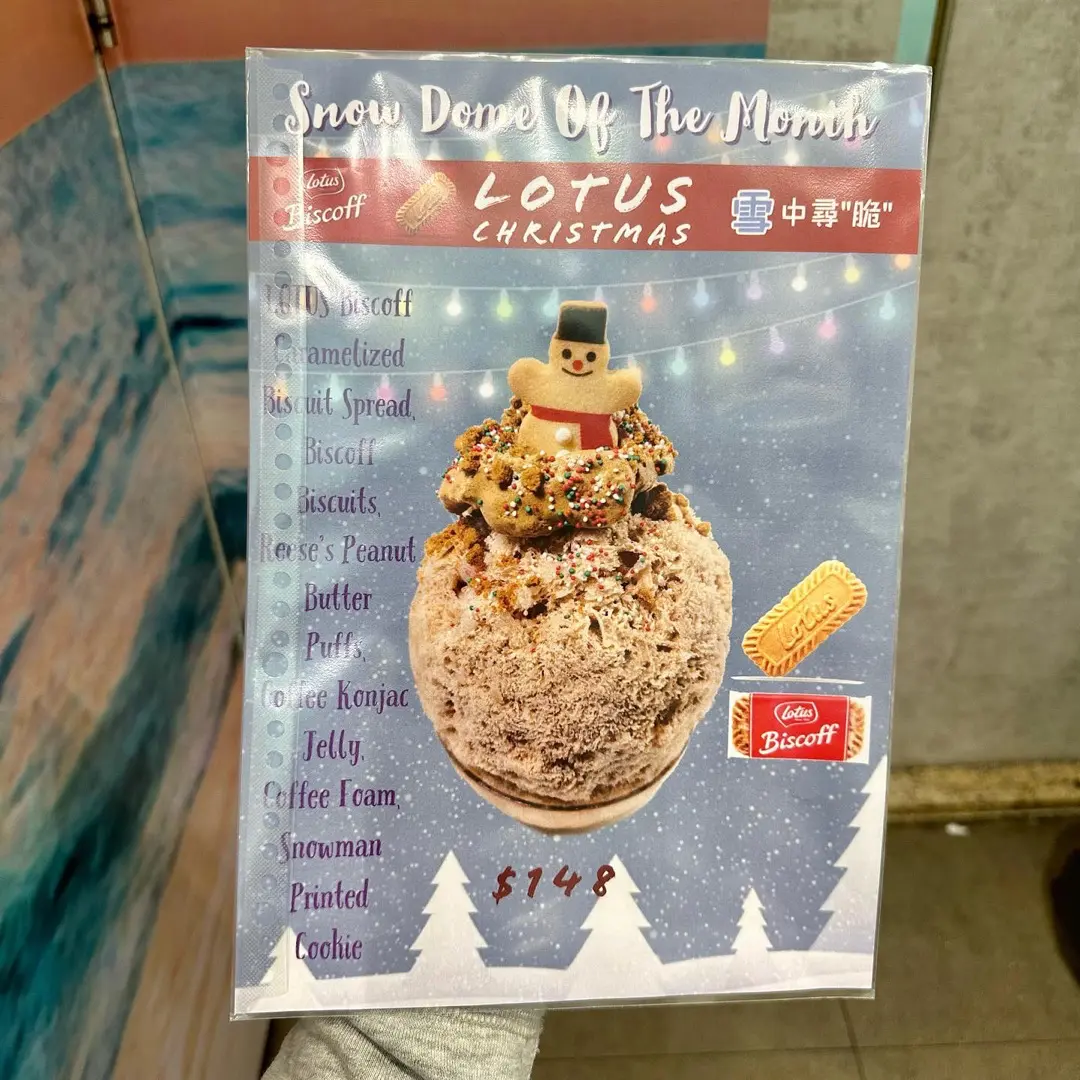 Snow Dome Of The Month
Lotus
Biscoff
LOTUS
CHRISTMAS
雪中尋"脆"
LOTUS Biscoff
Caramelized
Biscuit Spread,
Biscoff
Biscuits,
Reese's Peanut
Butter
Puffs,
Coffee Konjac
Jelly,
Coffee Foam,
Snowman
Printed
Cookie
Lotus
Lotus
Biscoff
$148